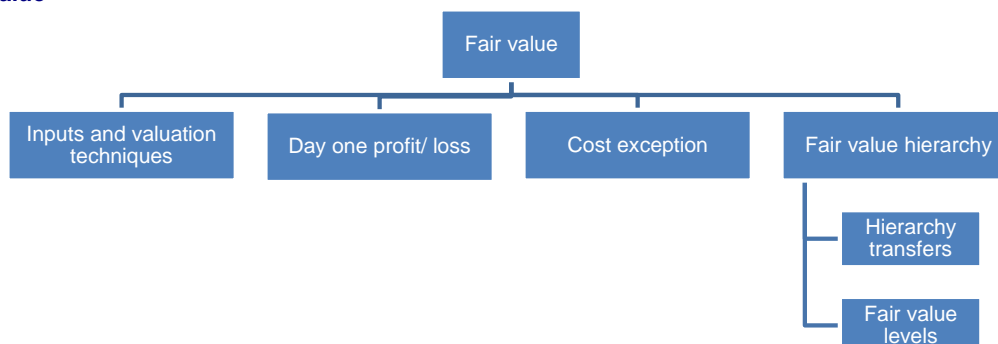 Fair value
Inputs and valuation
techniques
Day one profit/ loss
Cost exception
Fair value hierarchy
Hierarchy
transfers
Fair value
levels